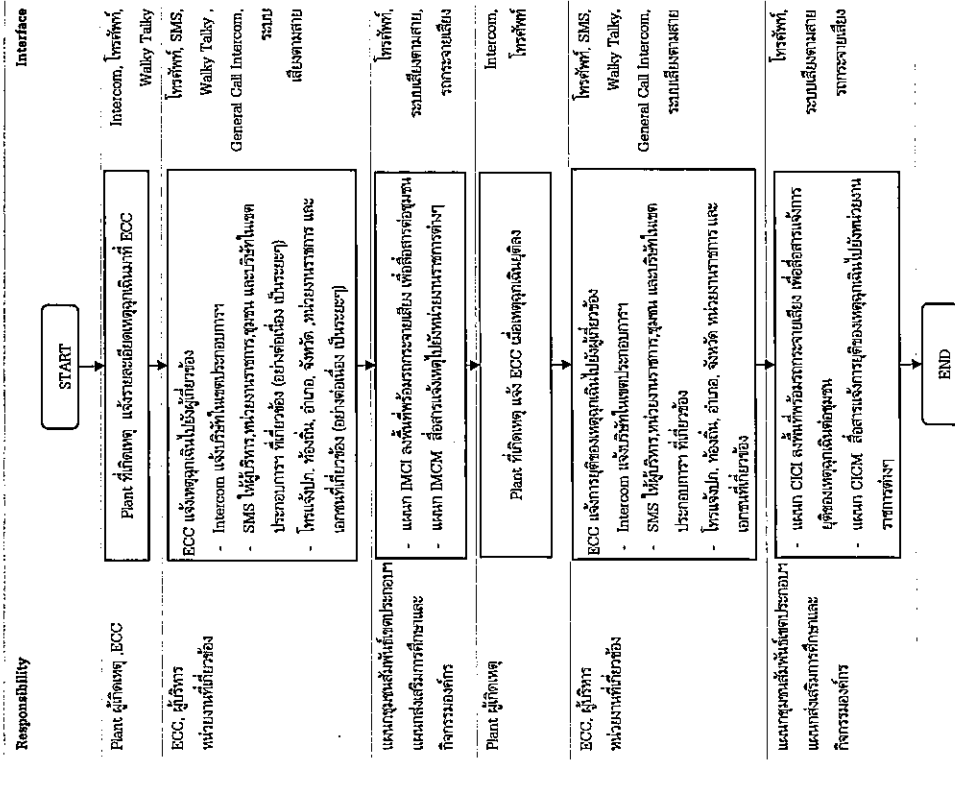 Responsibility
Interface
START
Plant ผู้เกิดเหตุ ,ECC
Plant ที่เกิดเหตุ แจ้งรายละเอียดเหตุฉุกเฉินมาที่ ECC
Intercom, โทรศัพท์,
Walky Talky
ECC, ผู้บริหาร
หน่วยงานที่เกี่ยวข้อง
ECC แจ้งเหตุฉุกเฉินไปยังผู้เกี่ยวข้อง
- Intercom แจ้งบริษัทในเขตประกอบการฯ
- SMS ให้ผู้บริหาร,หน่วยงานราชการ,ชุมชน และบริษัทในเขต
ประกอบการฯ ที่เกี่ยวข้อง (อย่างต่อเนื่อง เป็นระยะๆ)
- โทรแจ้งปภ. ท้องถิ่น, อำเภอ, จังหวัด ,หน่วยงานราชการ และ
เอกชนที่เกี่ยวข้อง (อย่างต่อเนื่อง เป็นระยะๆ)
โทรศัพท์, SMS,
Walky Talky ,
General Call Intercom,
ระบบ
เสียงตามสาย
แผนกชุมชนสัมพันธ์เขตประกอบฯ
แผนกส่งเสริมการศึกษาและ
กิจกรรมองค์กร
- แผนก IMCI ลงพื้นที่พร้อมรถกระจายเสียง เพื่อสื่อสารต่อชุมชน
- แผนก IMCM สื่อสารแจ้งเหตุไปยังหน่วยงานราชการต่างๆ
โทรศัพท์,
ระบบเสียงตามสาย,
รถกระจายเสียง
Plant ผู้เกิดเหตุ
Plant ที่เกิดเหตุ แจ้ง ECC เมื่อเหตุฉุกเฉินยุติลง
Intercom,
โทรศัพท์
ECC, ผู้บริหาร
หน่วยงานที่เกี่ยวข้อง
ECC แจ้งการยุติของเหตุฉุกเฉินไปยังผู้เกี่ยวข้อง
- Intercom แจ้งบริษัทในเขตประกอบการฯ
- SMS ให้ผู้บริหาร,หน่วยงานราชการ,ชุมชน และบริษัทในเขต
ประกอบการฯ ที่เกี่ยวข้อง
- โทรแจ้งปภ. ท้องถิ่น, อำเภอ, จังหวัด หน่วยงานราชการ และ
เอกชนที่เกี่ยวข้อง
โทรศัพท์, SMS,
Walky Talky,
General Call Intercom,
ระบบเสียงตามสาย
แผนกชุมชนสัมพันธ์เขตประกอบฯ
แผนกส่งเสริมการศึกษาและ
กิจกรรมองค์กร
- แผนก CICI ลงพื้นที่พร้อมรถกระจายเสียง เพื่อสื่อสารแจ้งการ
ยุติของเหตุฉุกเฉินต่อชุมชน
- แผนก CICM สื่อสารแจ้งการยุติของเหตุฉุกเฉินไปยังหน่วยงาน
ราชการต่างๆ
โทรศัพท์,
ระบบเสียงตามสาย
รถกระจายเสียง
END